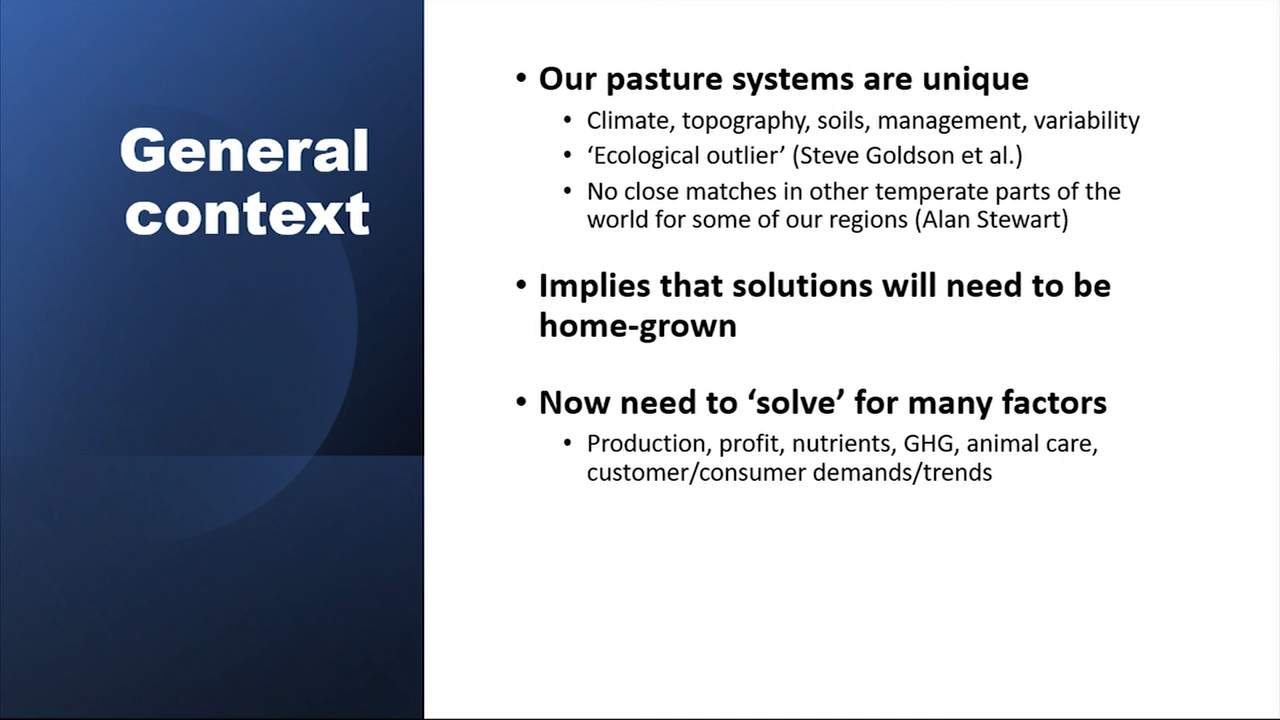 General
context
• Our pasture systems are unique
• Climate, topography, soils, management, variability
• ‘Ecological outlier’ (Steve Goldson et al.)
• No close matches in other temperate parts of the
world for some of our regions (Alan Stewart)
• Implies that solutions will need to be
home-grown
• Now need to ‘solve’ for many factors
• Production, profit, nutrients, GHG, animal care,
customer/consumer demands/trends